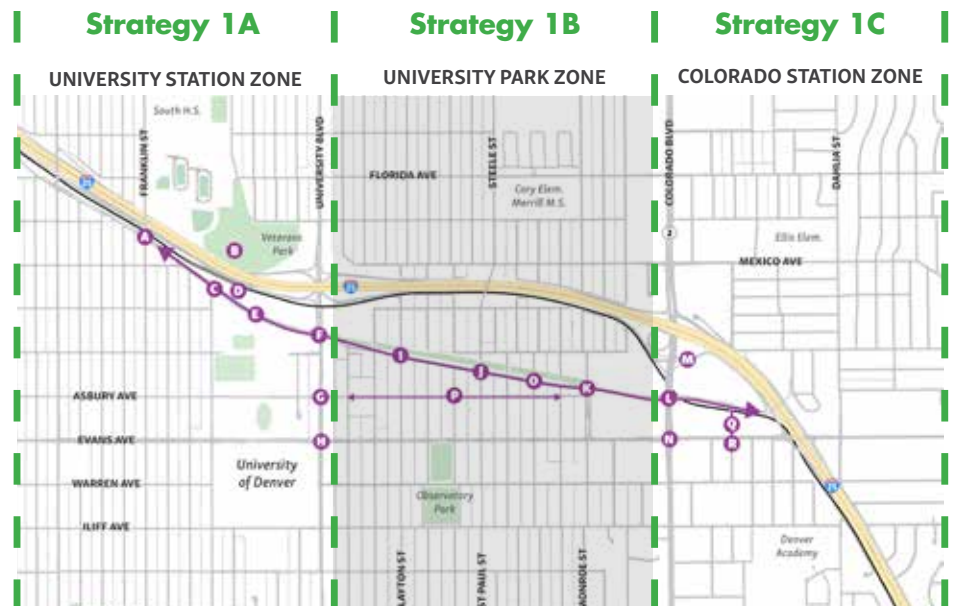 Strategy 1A
Strategy 1B
Strategy 1C
UNIVERSITY STATION ZONE
UNIVERSITY PARK ZONE
COLORADO STATION ZONE
South H.S.
FRANKLIN ST
UNIVERSITY BLVD
STEELE ST
COLORADO BLVD
DAHLIA ST
FLORIDA AVE
25
Cory Elem.
Merrill M.S.
2
Ellis Elem.
A
B
Veterans
Park
MEXICO AVE
C
D
25
E
F
I
J
O
K
M
ASBURY AVE
G
P
L
Q
EVANS AVE
H
N
R
University
of Denver
WARREN AVE
25
Observatory
Park
ILIFF AVE
Denver
Academy
LAYTON ST
ST PAUL ST
MONROE ST